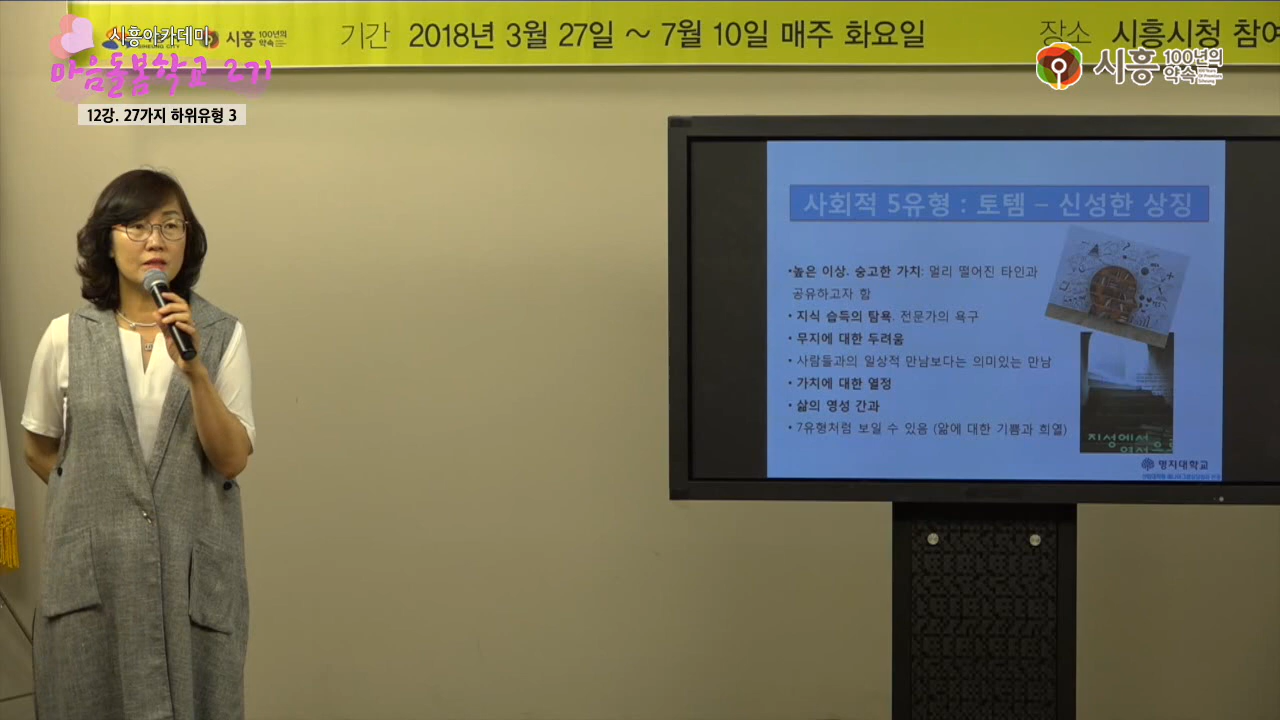 시흥아카데미
마음돌봄학교 2기
12강. 27가지 하위유형 3
시흥 100년의 약속
기간 2018년 3월 27일 ~ 7월 10일 매주 화요일
장소 시흥시청 참여
시흥 100년의 약속
사회적 5유형 : 토템 – 신성한 상징
•높은 이상. 숭고한 가치: 멀리 떨어진 타인과
공유하고자 함
• 지식 습득의 탐욕. 전문가의 욕구
• 무지에 대한 두려움
• 사람들과의 일상적 만남보다는 의미있는 만남
• 가치에 대한 열정
• 삶의 영성 간과
• 7유형처럼 보일 수 있음 (앎에 대한 기쁨과 희열)
지성에서
명지대학교